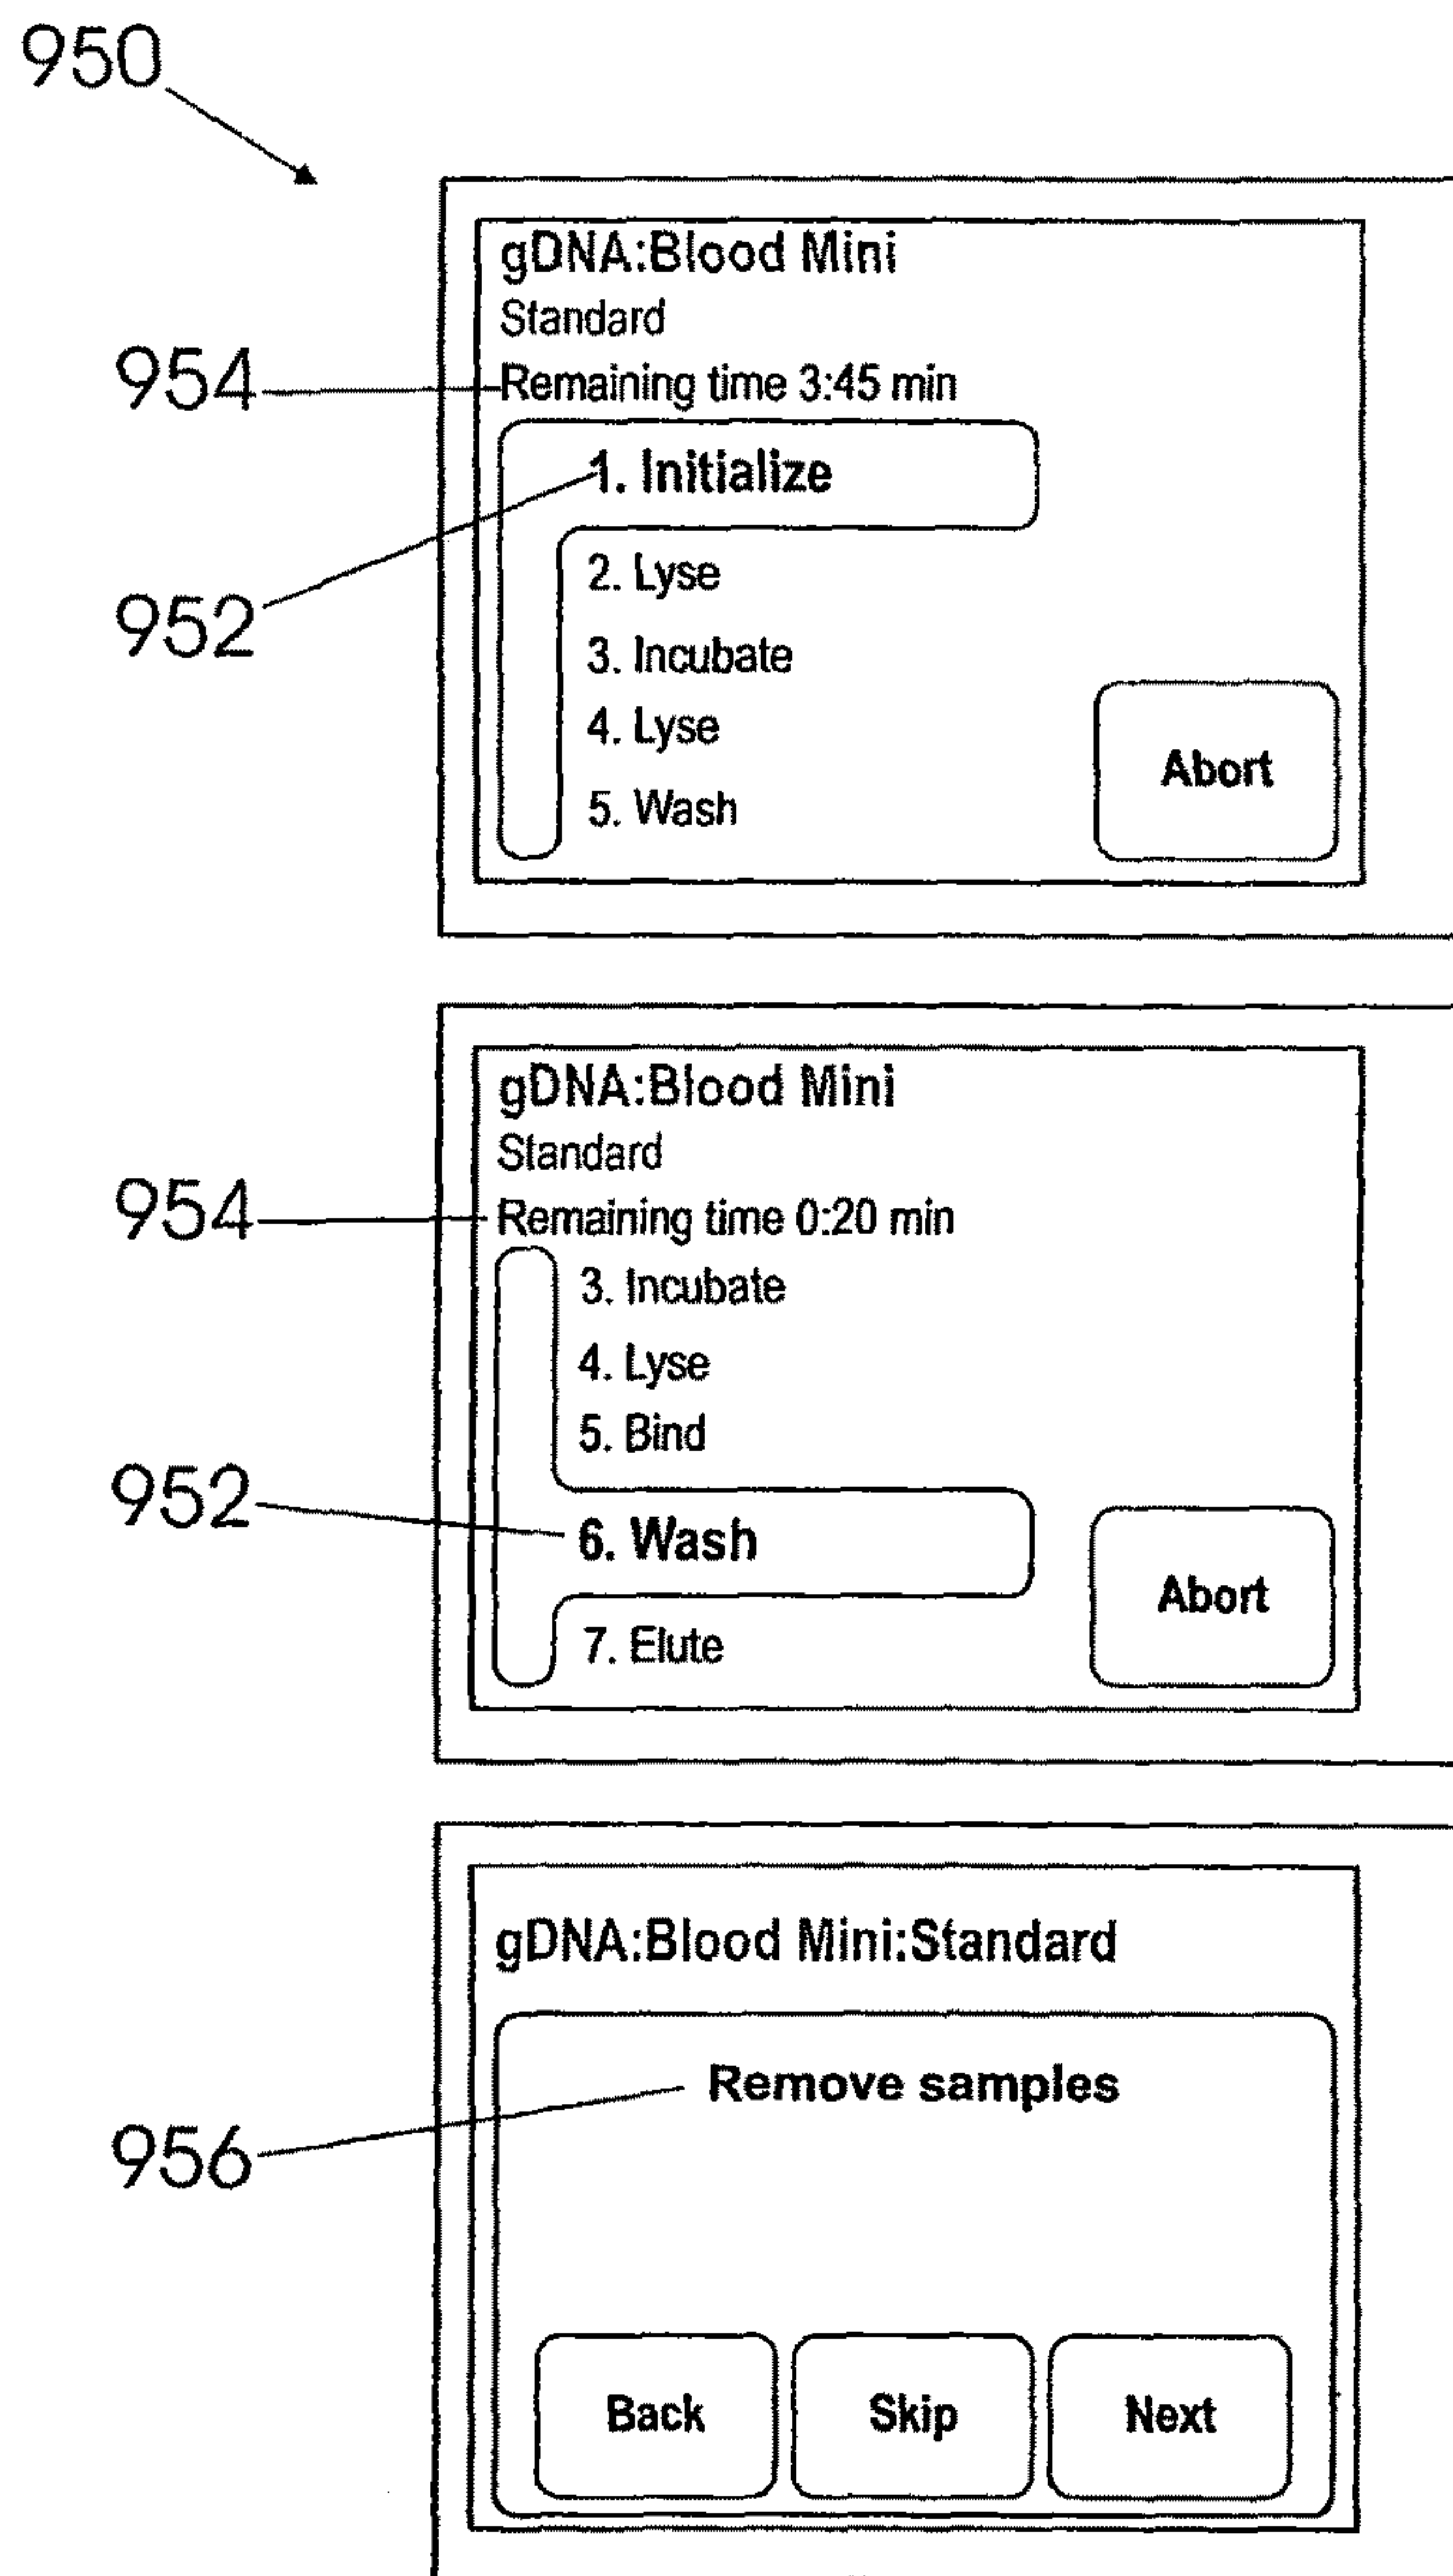 950
gDNA:Blood Mini
Standard
954
Remaining time 3:45 min
1. Initialize
952
2. Lyse
3. Incubate
4. Lyse
5. Wash
Abort
gDNA:Blood Mini
Standard
954
Remaining time 0:20 min
3. Incubate
4. Lyse
5. Bind
952
6. Wash
Abort
7. Elute
gDNA:Blood Mini:Standard
Remove samples
956
Back
Skip
Next